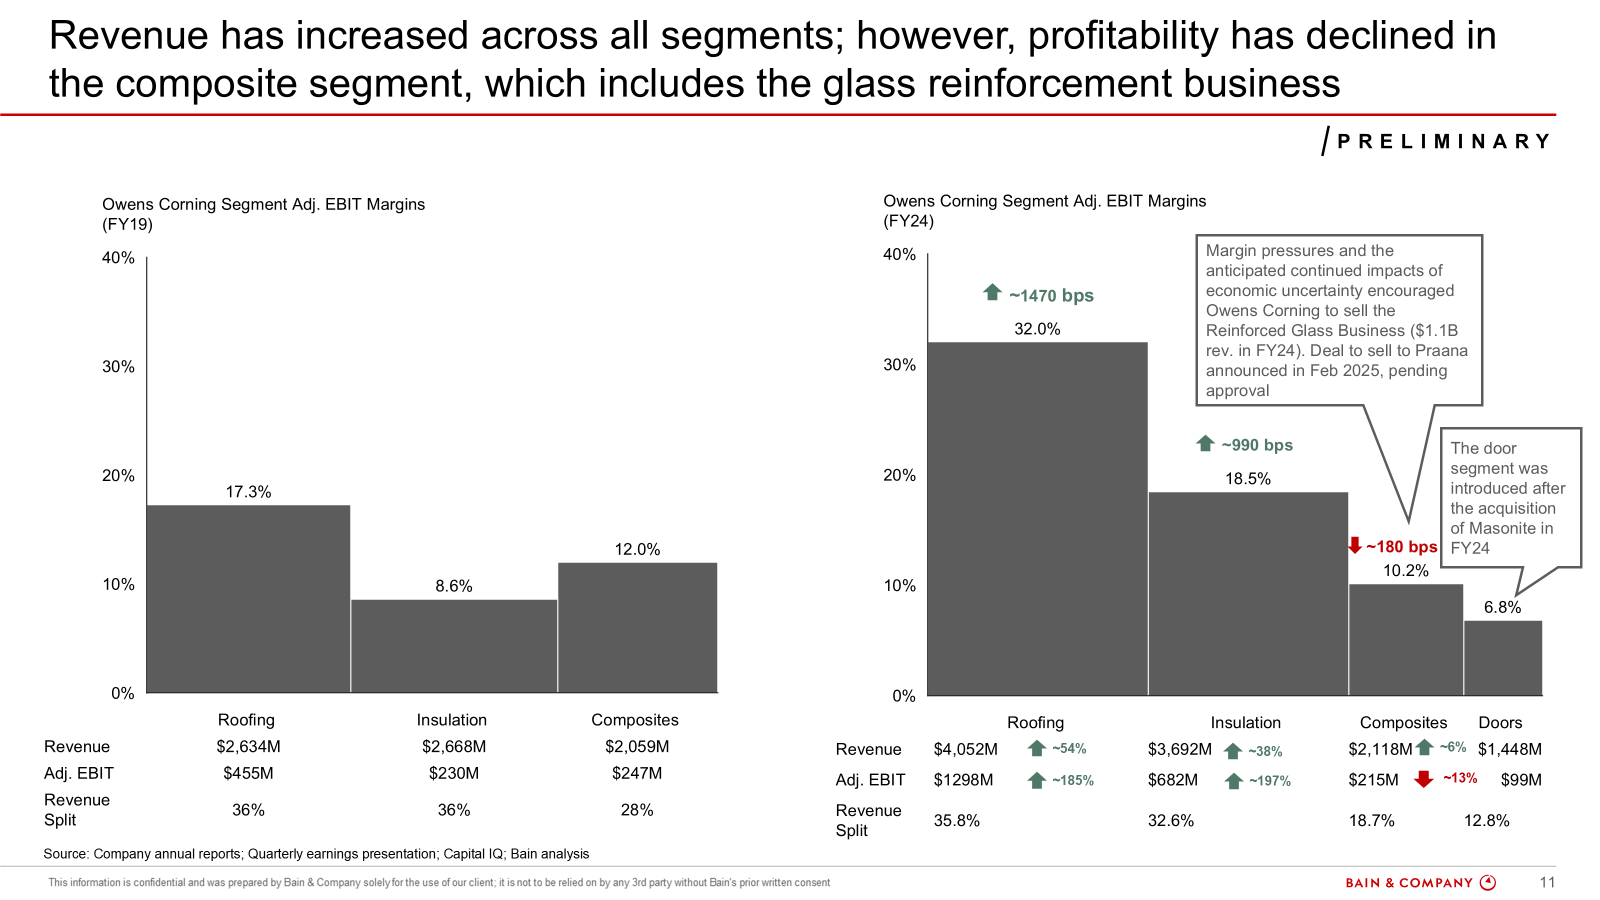 Revenue has increased across all segments; however, profitability has declined in
the composite segment, which includes the glass reinforcement business
PRELIMINARY
Owens Corning Segment Adj. EBIT Margins
(FY19)
40%
30%
20%
10%
0%
17.3%
8.6%
12.0%
Roofing Insulation Composites
Revenue $2,634M $2,668M $2,059M
Adj. EBIT $455M $230M $247M
Revenue
Split
36% 36% 28%
Owens Corning Segment Adj. EBIT Margins
(FY24)
40%
30%
20%
10%
0%
~1470 bps
32.0%
~990 bps
18.5%
~180 bps
10.2%
6.8%
Margin pressures and the
anticipated continued impacts of
economic uncertainty encouraged
Owens Corning to sell the
Reinforced Glass Business ($1.1B
rev. in FY24). Deal to sell to Praana
announced in Feb 2025, pending
approval
The door
segment was
introduced after
the acquisition
of Masonite in
FY24
Roofing Insulation Composites Doors
Revenue $4,052M ~54% $3,692M ~38% $2,118M ~6% $1,448M
Adj. EBIT $1298M ~185% $682M ~197% $215M ~13% $99M
Revenue
Split
35.8% 32.6% 18.7% 12.8%
Source: Company annual reports; Quarterly earnings presentation; Capital IQ; Bain analysis
This information is confidential and was prepared by Bain & Company solely for the use of our client; it is not to be relied on by any 3rd party without Bain's prior written consent
BAIN & COMPANY
11